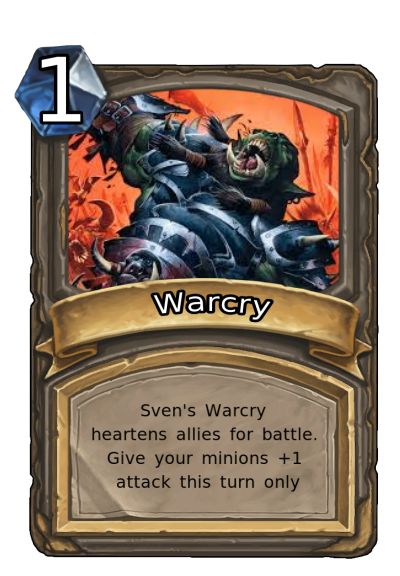 1
Warcry
Sven's Warcry
heartens allies for battle.
Give your minions +1
attack this turn only